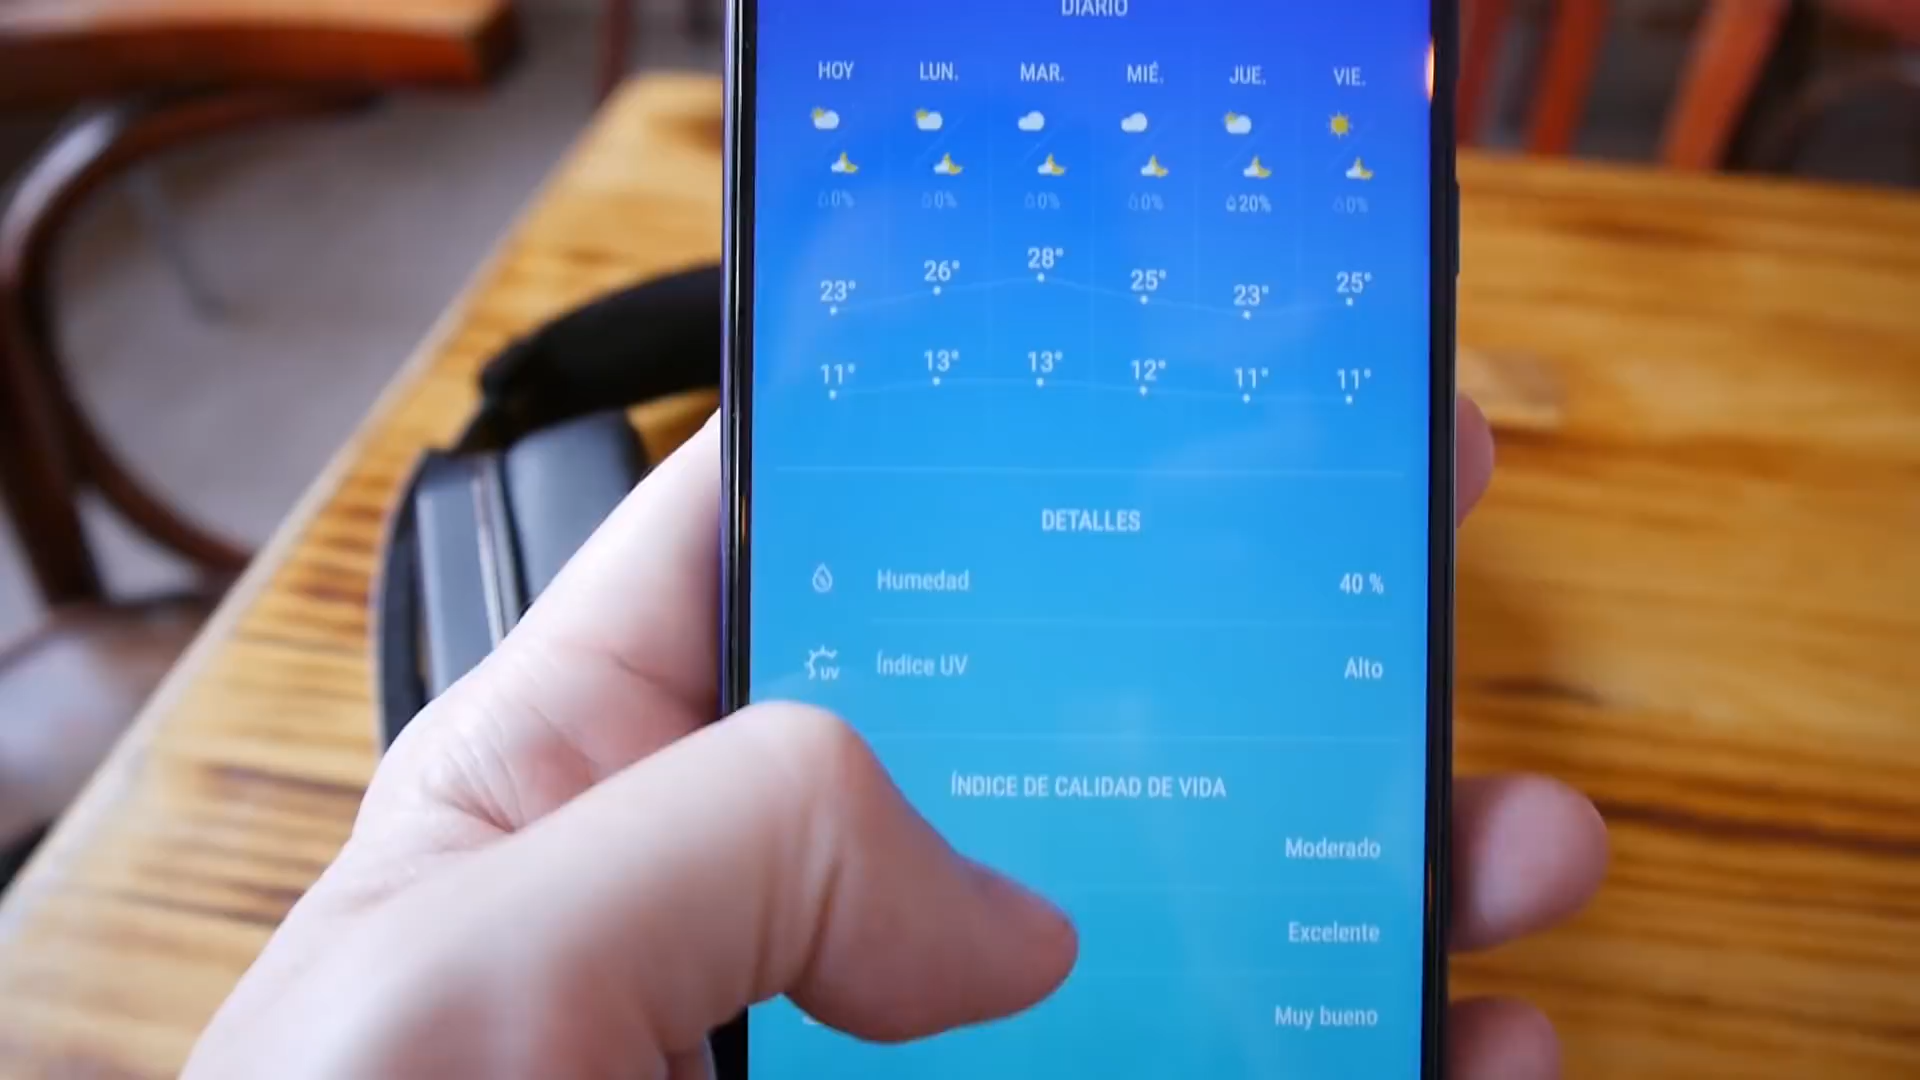 DIARIO
HOY LUN. MAR. MIÉ. JUE. VIE.
0% 0% 0% 0% 20% 0%
23° 26° 28° 25° 23° 25°
11° 13° 13° 12° 11° 11°
DETALLES
Humedad 40 %
UV Índice UV Alto
ÍNDICE DE CALIDAD DE VIDA
Moderado
Excelente
Muy bueno